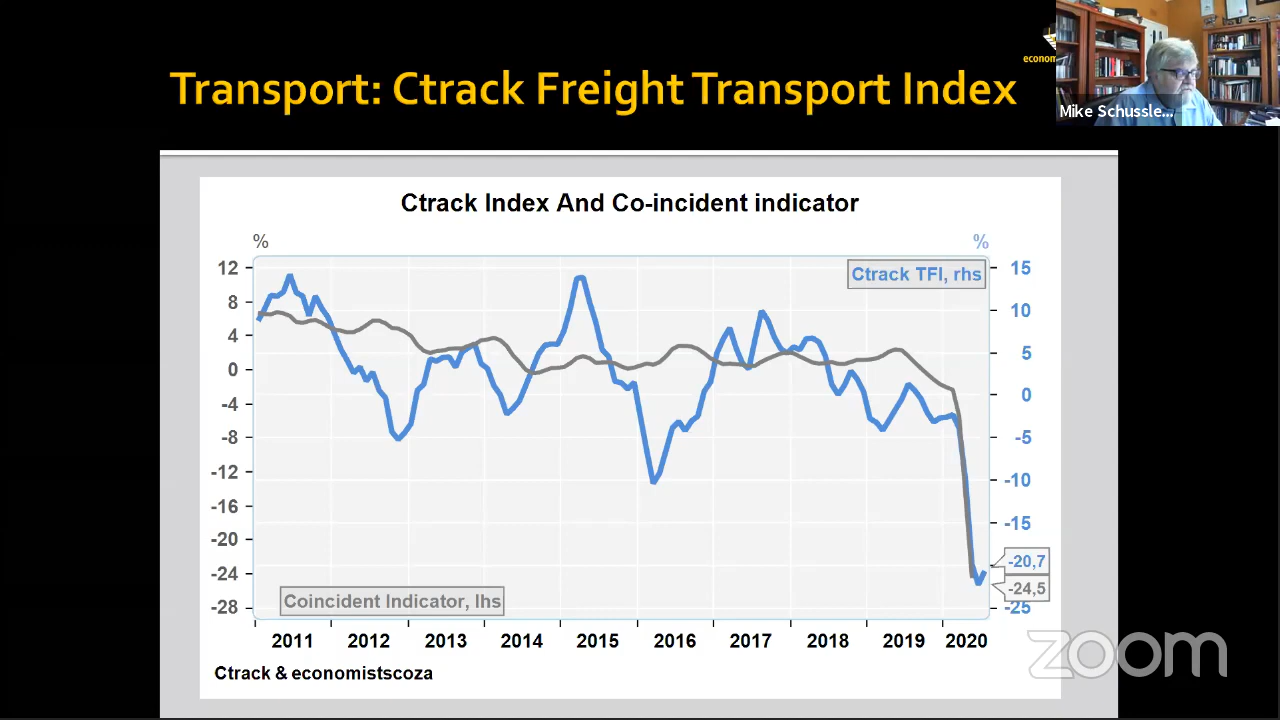 econom
Transport: Ctrack Freight Transport Index
Mike Schussle...
Ctrack Index And Co-incident indicator
% %
12 15
Ctrack TFI, rhs
8 10
4 5
0 0
-4 -5
-8 -10
-12 -15
-16
-20
-24
-28 -25
-20,7
-24,5
Coincident Indicator, lhs
2011 2012 2013 2014 2015 2016 2017 2018 2019 2020
Ctrack & economistscoza
zoom